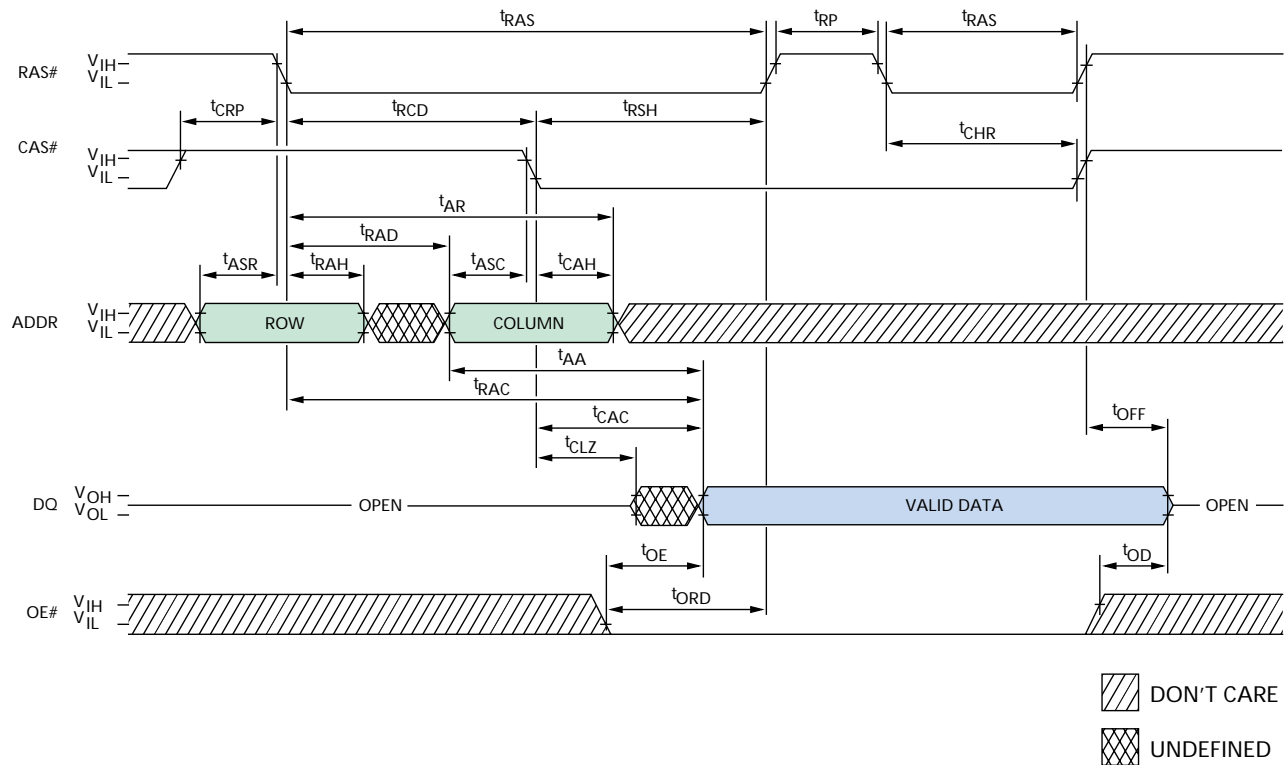 tRAS tRP tRAS
RAS# VIH
VIL
tCRP tRCD tRSH
tCHR
CAS# VIH
VIL
tAR
tRAD
tASR tRAH tASC tCAH
ADDR VIH
VIL
ROW COLUMN
tAA
tRAC
tCAC tOFF
tCLZ
DQ VOH
VOL
OPEN VALID DATA OPEN
tOE tOD
tORD
OE# VIH
VIL
DON'T CARE
UNDEFINED